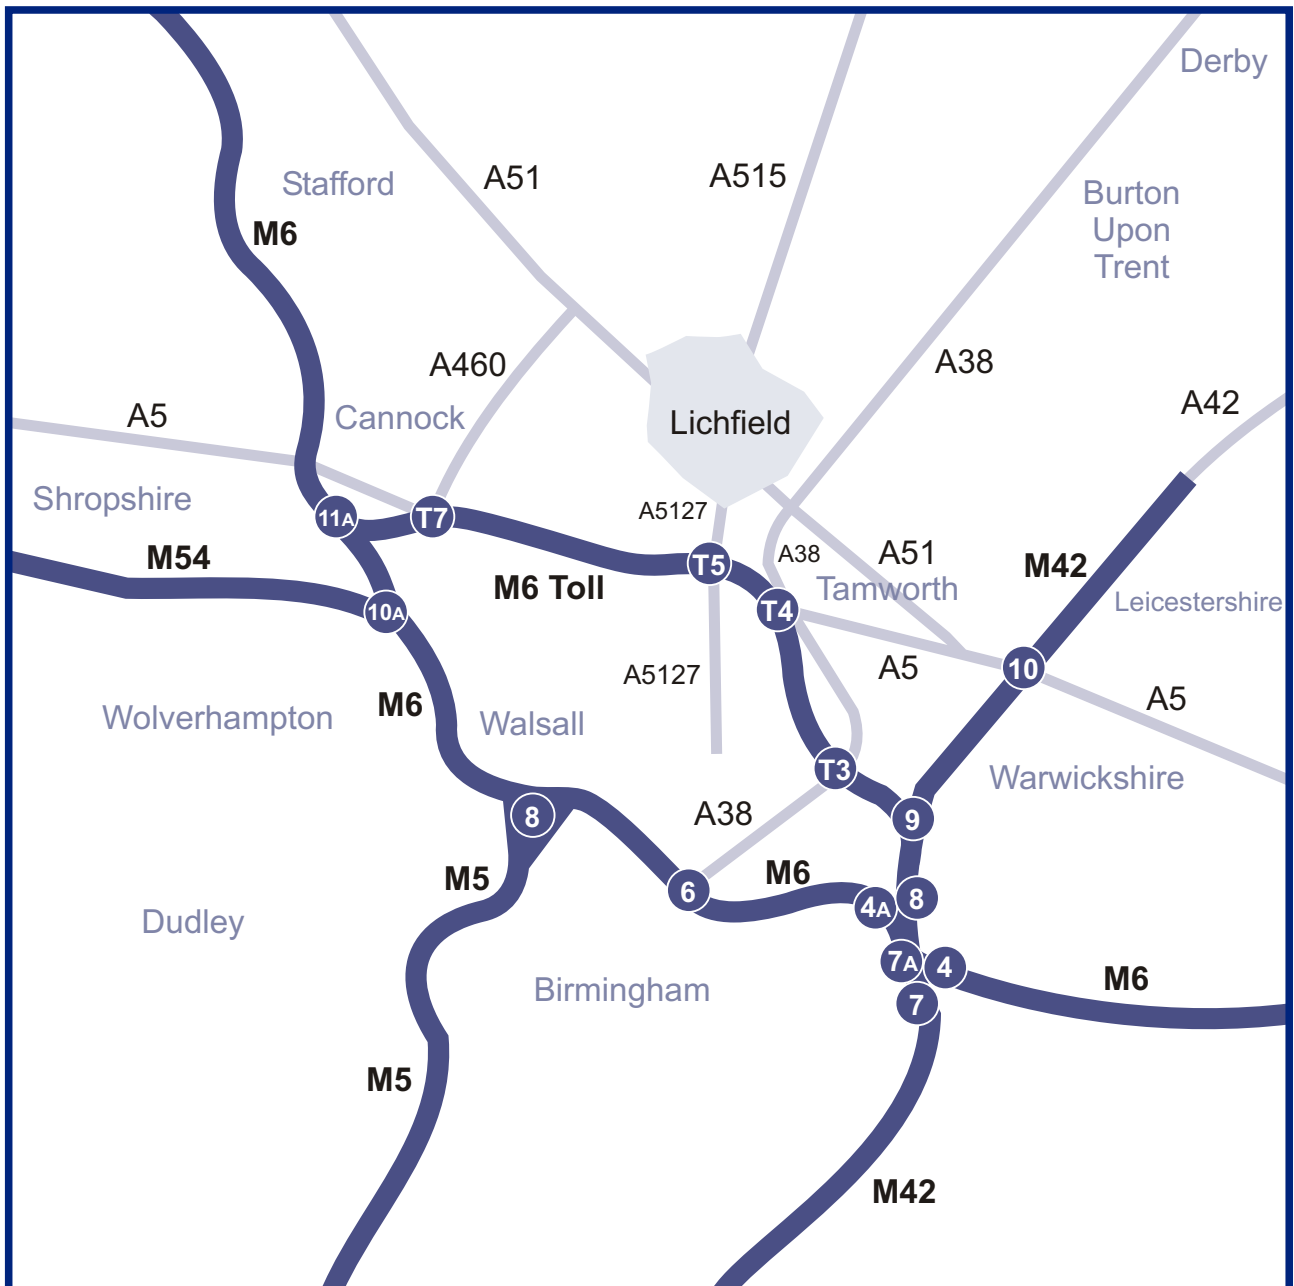 Derby
Stafford
A51
A515
Burton
Upon
Trent
M6
A460
A38
A42
A5
Cannock
Lichfield
Shropshire
11A
T7
A5127
M54
M6 Toll
T5
A38
A51
M42
Tamworth
Leicestershire
10A
T4
A5
10
A5127
A5
M6
Wolverhampton
Walsall
T3
Warwickshire
8
A38
9
M5
6
M6
4A
8
Dudley
7A
4
M6
Birmingham
7
M5
M42